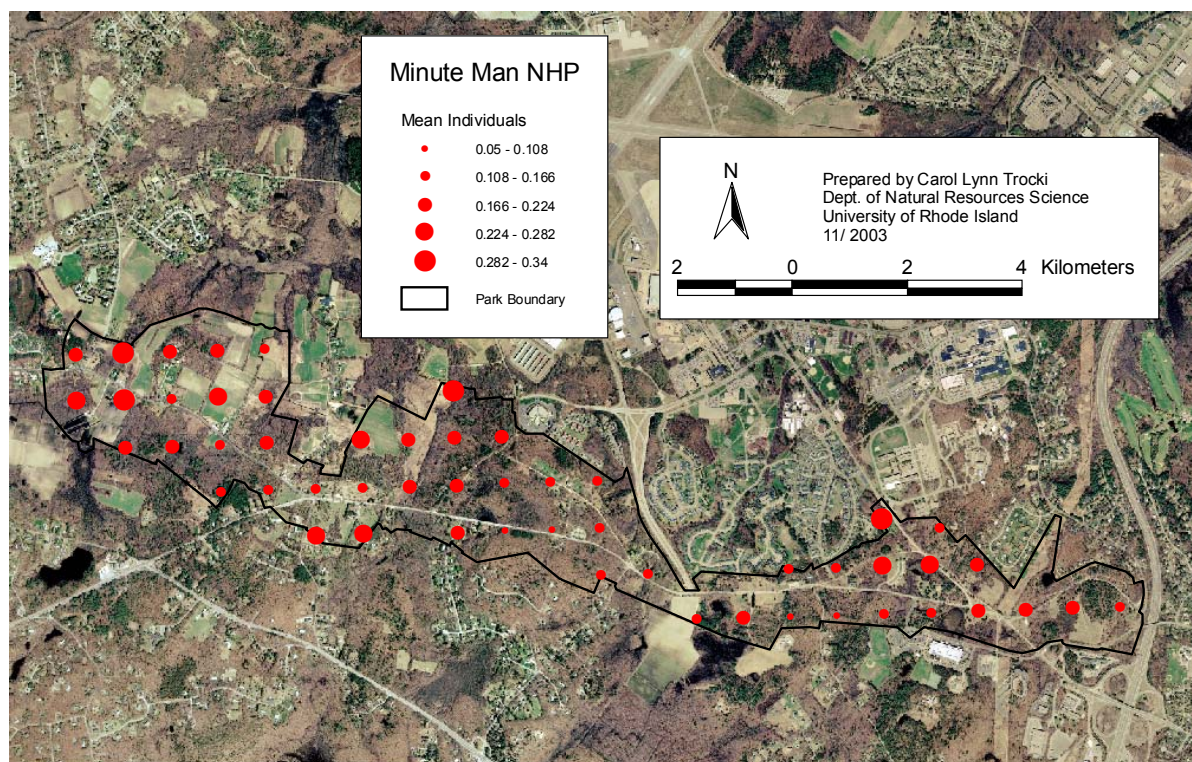 Minute Man NHP
Mean Individuals
0.05 - 0.108
0.108 - 0.166
0.166 - 0.224
0.224 - 0.282
0.282 - 0.34
Park Boundary
N
Prepared by Carol Lynn Trocki
Dept. of Natural Resources Science
University of Rhode Island
11/ 2003
2 0 2 4 Kilometers